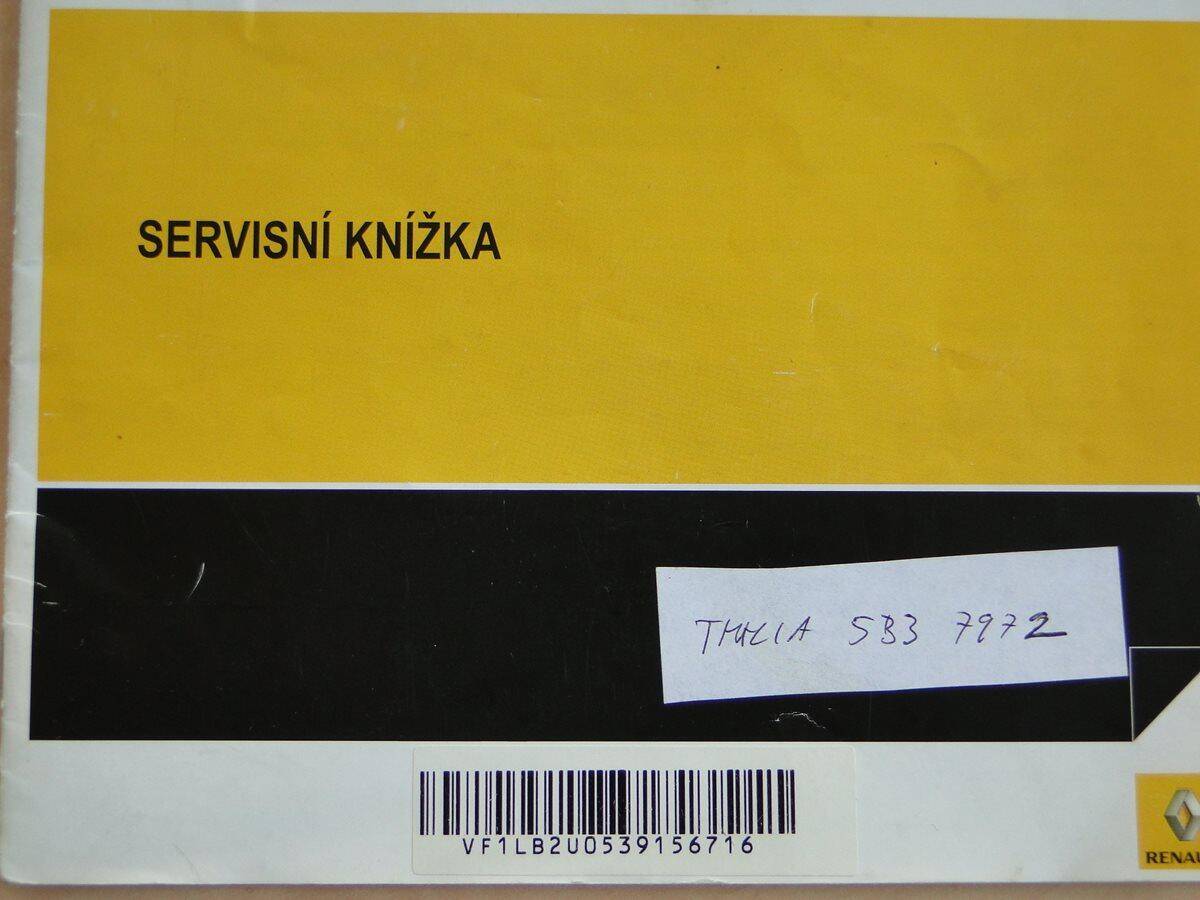 SERVISNÍ KNÍŽKA
THALIA 5B3 7972
VF1LB2U0539156716
RENAU